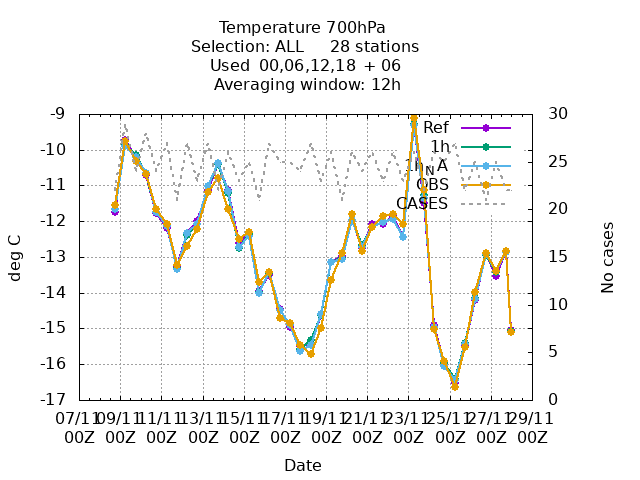 Temperature 700hPa
Selection: ALL 28 stations
Used 00,06,12,18 + 06
Averaging window: 12h
-9
-10
-11
-12
-13
-14
-15
-16
-17
deg C
30
25
20
15
10
5
0
No cases
Ref
1h
1h_NA
OBS
CASES
07/11 09/11 11/11 13/11 15/11 17/11 19/11 21/11 23/11 25/11 27/11 29/11
00Z 00Z 00Z 00Z 00Z 00Z 00Z 00Z 00Z 00Z 00Z 00Z
Date